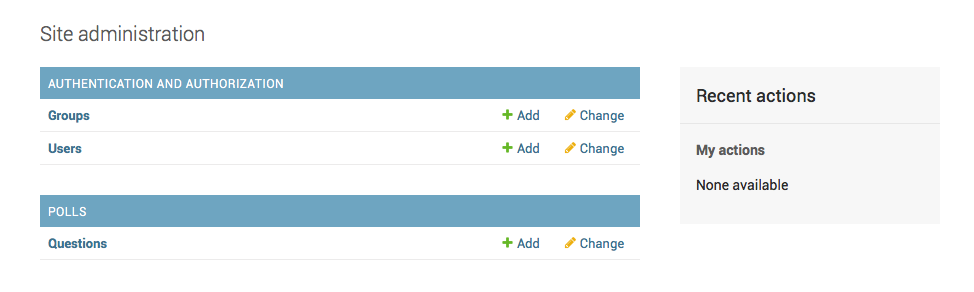 Site administration
AUTHENTICATION AND AUTHORIZATION
Groups Add Change
Users Add Change
POLLS
Questions Add Change
Recent actions
My actions
None available